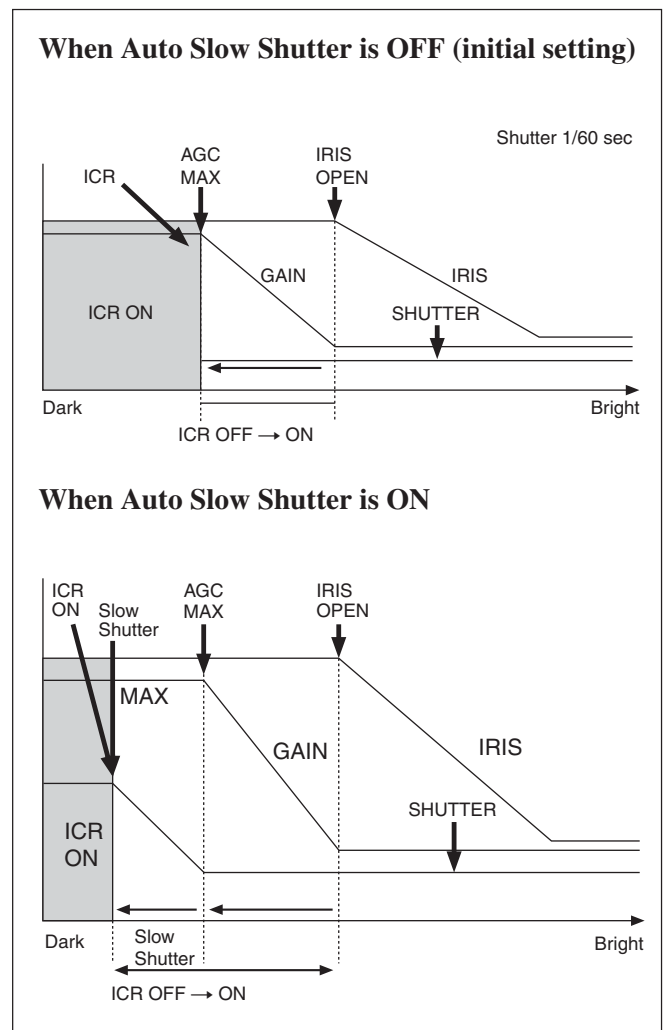 When Auto Slow Shutter is OFF (initial setting)
Shutter 1/60 sec
ICR
AGC
MAX
IRIS
OPEN
GAIN
IRIS
ICR ON
SHUTTER
Dark
Bright
ICR OFF → ON
When Auto Slow Shutter is ON
ICR
ON
Slow
Shutter
AGC
MAX
IRIS
OPEN
MAX
GAIN
IRIS
SHUTTER
ICR
ON
Dark
Slow
Shutter
Bright
ICR OFF → ON